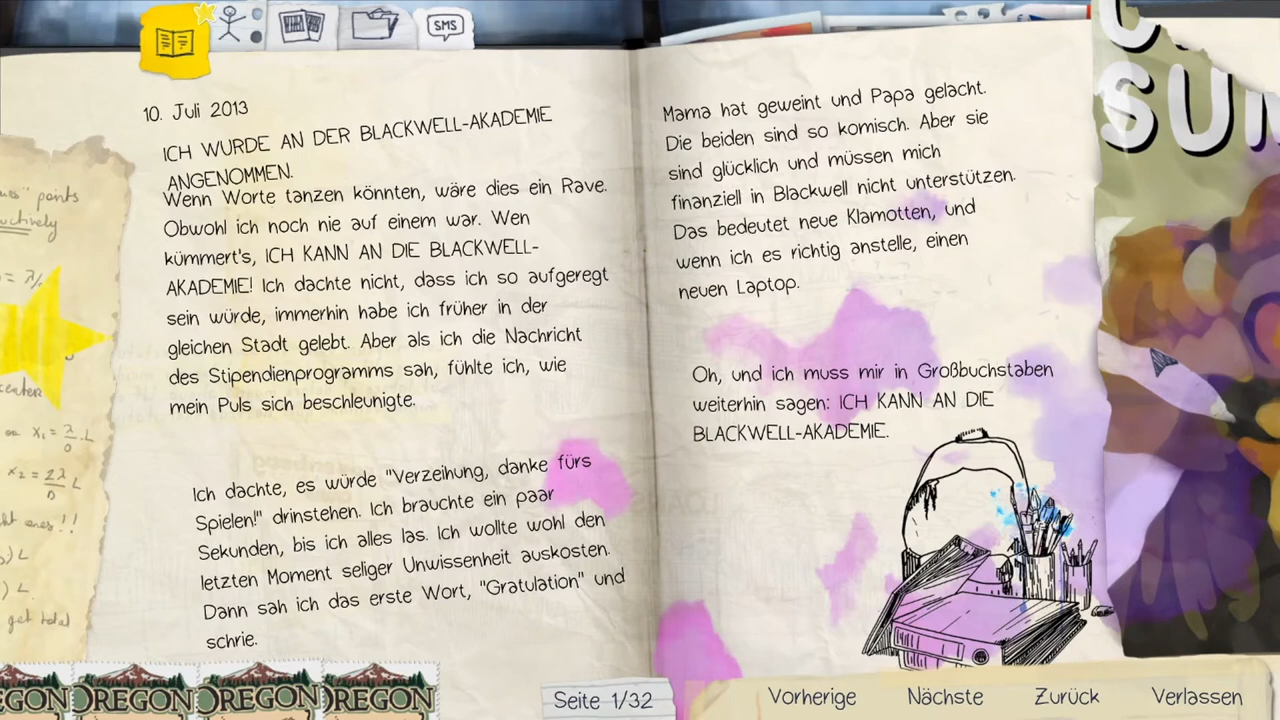 SMS
10. Juli 2013
ICH WURDE AN DER BLACKWELL-AKADEMIE
ANGENOMMEN.
Wenn Worte tanzen könnten, wäre dies ein Rave.
Obwohl ich noch nie auf einem war. Wen
kümmert's, ICH KANN AN DIE BLACKWELL-
AKADEMIE! Ich dachte nicht, dass ich so aufgeregt
sein würde, immerhin habe ich früher in der
gleichen Stadt gelebt. Aber als ich die Nachricht
des Stipendienprogramms sah, fühlte ich, wie
mein Puls sich beschleunigte.
Ich dachte, es würde "Verzeihung, danke fürs
Spielen!" drinstehen. Ich brauchte ein paar
Sekunden, bis ich alles las. Ich wollte wohl den
letzten Moment seliger Unwissenheit auskosten.
Dann sah ich das erste Wort, "Gratulation" und
schrie.
Mama hat geweint und Papa gelacht.
Die beiden sind so komisch. Aber sie
sind glücklich und müssen mich
finanziell in Blackwell nicht unterstützen.
Das bedeutet neue Klamotten, und
wenn ich es richtig anstelle, einen
neuen Laptop.
Oh, und ich muss mir in Großbuchstaben
weiterhin sagen: ICH KANN AN DIE
BLACKWELL-AKADEMIE.
points
get total
EGON OREGON OREGON OREGON
Seite 1/32
Vorherige Nächste Zurück Verlassen